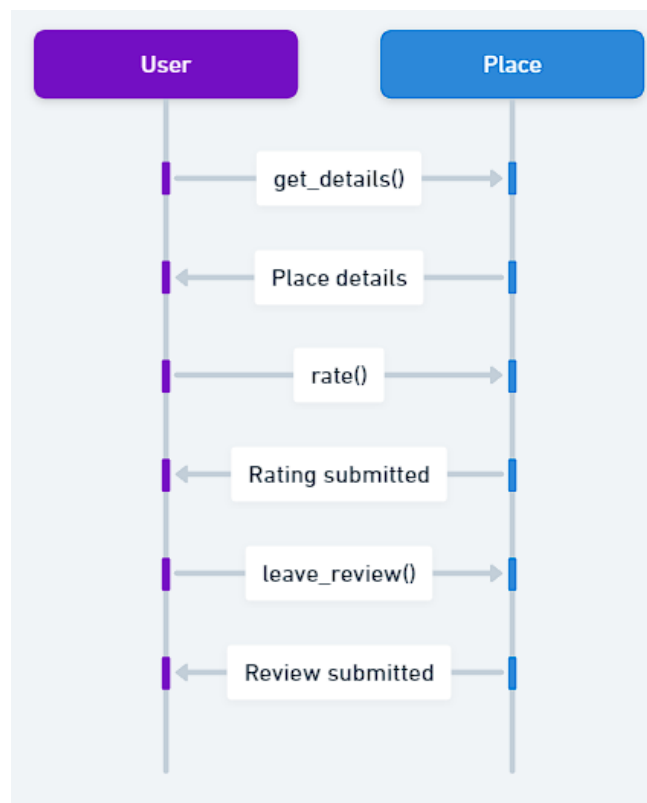 User
Place
get_details()
Place details
rate()
Rating submitted
leave_review()
Review submitted